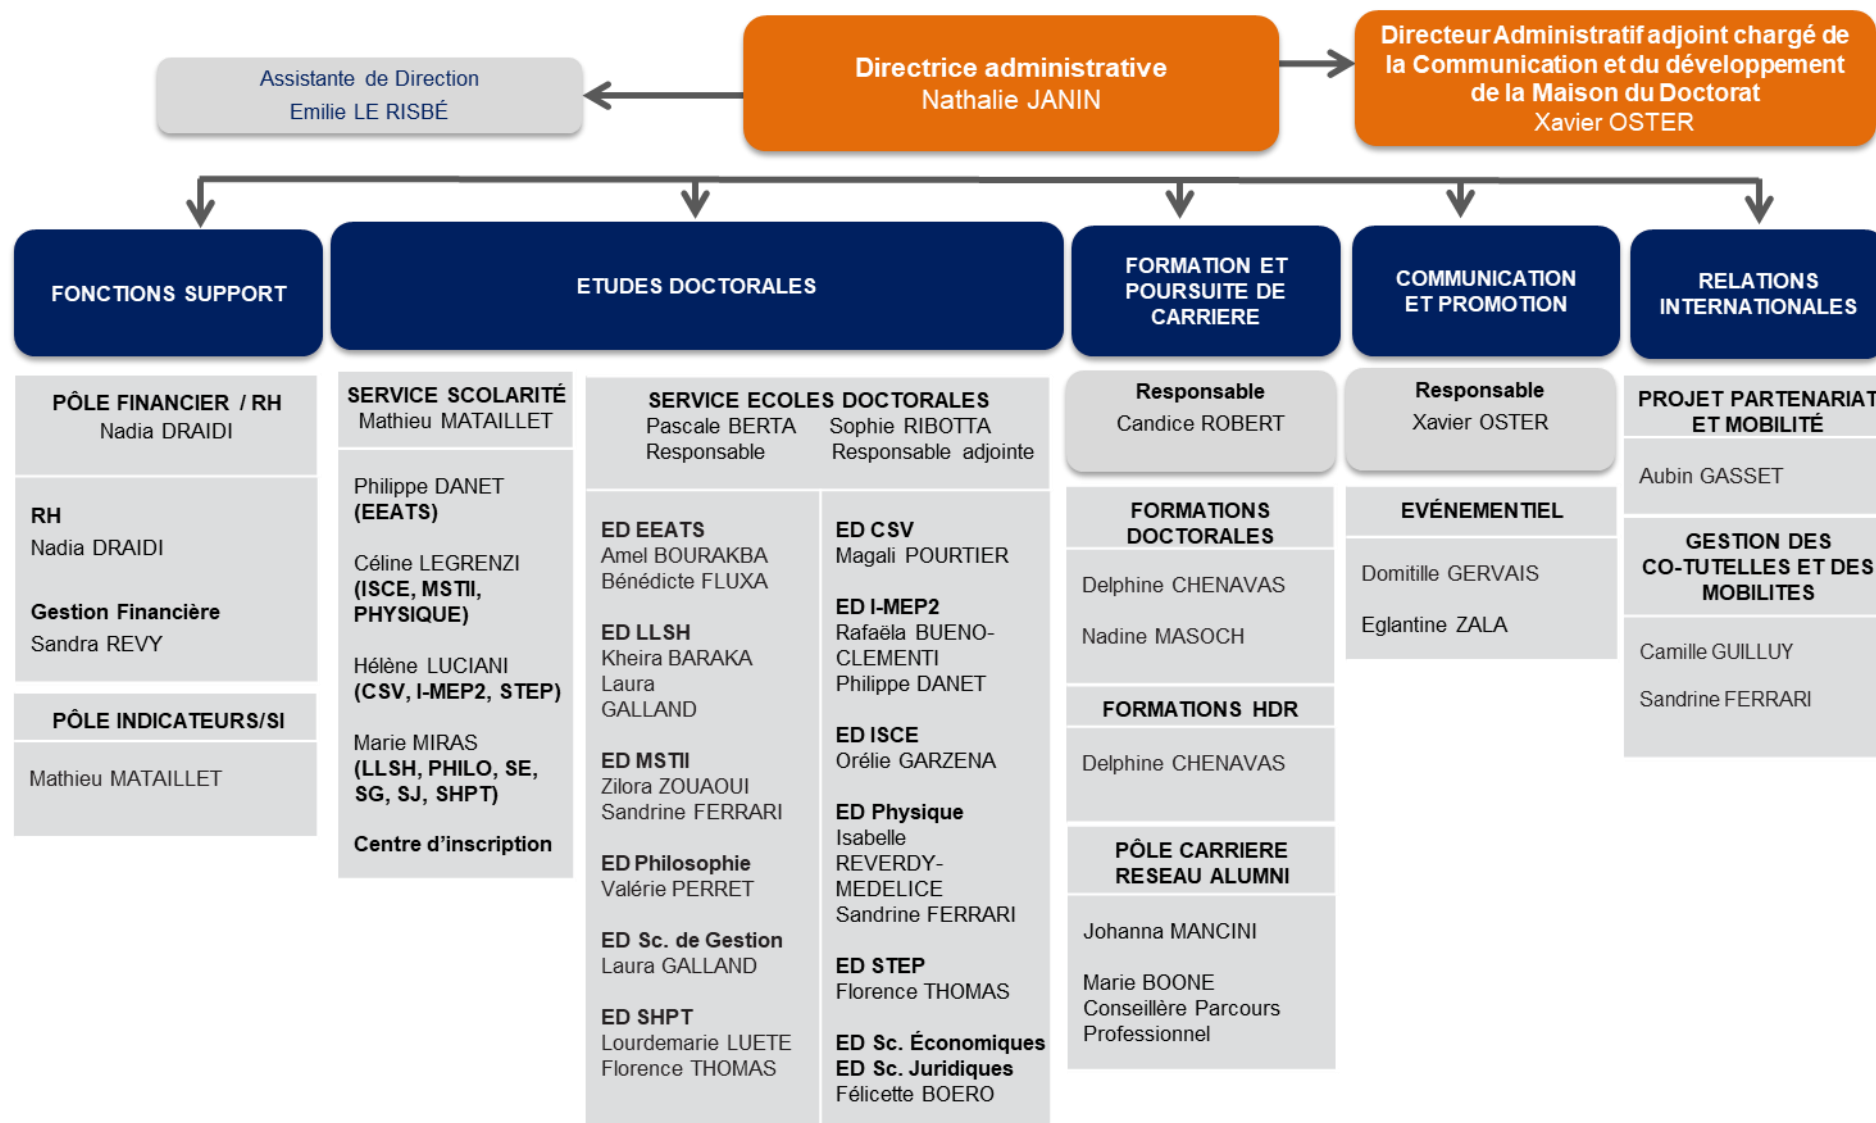 Assistante de Direction
Emilie LE RISBÉ
Directrice administrative
Nathalie JANIN
Directeur Administratif adjoint chargé de
la Communication et du développement
de la Maison du Doctorat
Xavier OSTER
FONCTIONS SUPPORT
ETUDES DOCTORALES
FORMATION ET
POURSUITE DE
CARRIERE
COMMUNICATION
ET PROMOTION
RELATIONS
INTERNATIONALES
PÔLE FINANCIER / RH
Nadia DRAIDI
RH
Nadia DRAIDI
Gestion Financière
Sandra REVY
PÔLE INDICATEURS/SI
Mathieu MATAILLET
SERVICE SCOLARITÉ
Mathieu MATAILLET
Philippe DANET
(EEATS)
Céline LEGRENZI
(ISCE, MSTII,
PHYSIQUE)
Hélène LUCIANI
(CSV, I-MEP2, STEP)
Marie MIRAS
(LLSH, PHILO, SE,
SG, SJ, SHPT)
Centre d'inscription
SERVICE ECOLES DOCTORALES
Pascale BERTA Sophie RIBOTTA
Responsable Responsable adjointe
ED EEATS
Amel BOURAKBA
Bénédicte FLUXA
ED LLSH
Kheira BARAKA
Laura
GALLAND
ED MSTII
Zilora ZOUAOUI
Sandrine FERRARI
ED Philosophie
Valérie PERRET
ED Sc. de Gestion
Laura GALLAND
ED SHPT
Lourdemarie LUETE
Florence THOMAS
ED CSV
Magali POURTIER
ED I-MEP2
Rafaëla BUENO-
CLEMENTI
Philippe DANET
ED ISCE
Orélie GARZENA
ED Physique
Isabelle
REVERDY-
MEDELICE
Sandrine FERRARI
ED STEP
Florence THOMAS
ED Sc. Économiques
ED Sc. Juridiques
Félicette BOERO
Responsable
Candice ROBERT
FORMATIONS
DOCTORALES
Delphine CHENAVAS
Nadine MASOCH
FORMATIONS HDR
Delphine CHENAVAS
PÔLE CARRIERE
RESEAU ALUMNI
Johanna MANCINI
Marie BOONE
Conseillère Parcours
Professionnel
Responsable
Xavier OSTER
EVÉNEMENTIEL
Domitille GERVAIS
Eglantine ZALA
PROJET PARTENARIAT
ET MOBILITÉ
Aubin GASSET
GESTION DES
CO-TUTELLES ET DES
MOBILITES
Camille GUILLUY
Sandrine FERRARI